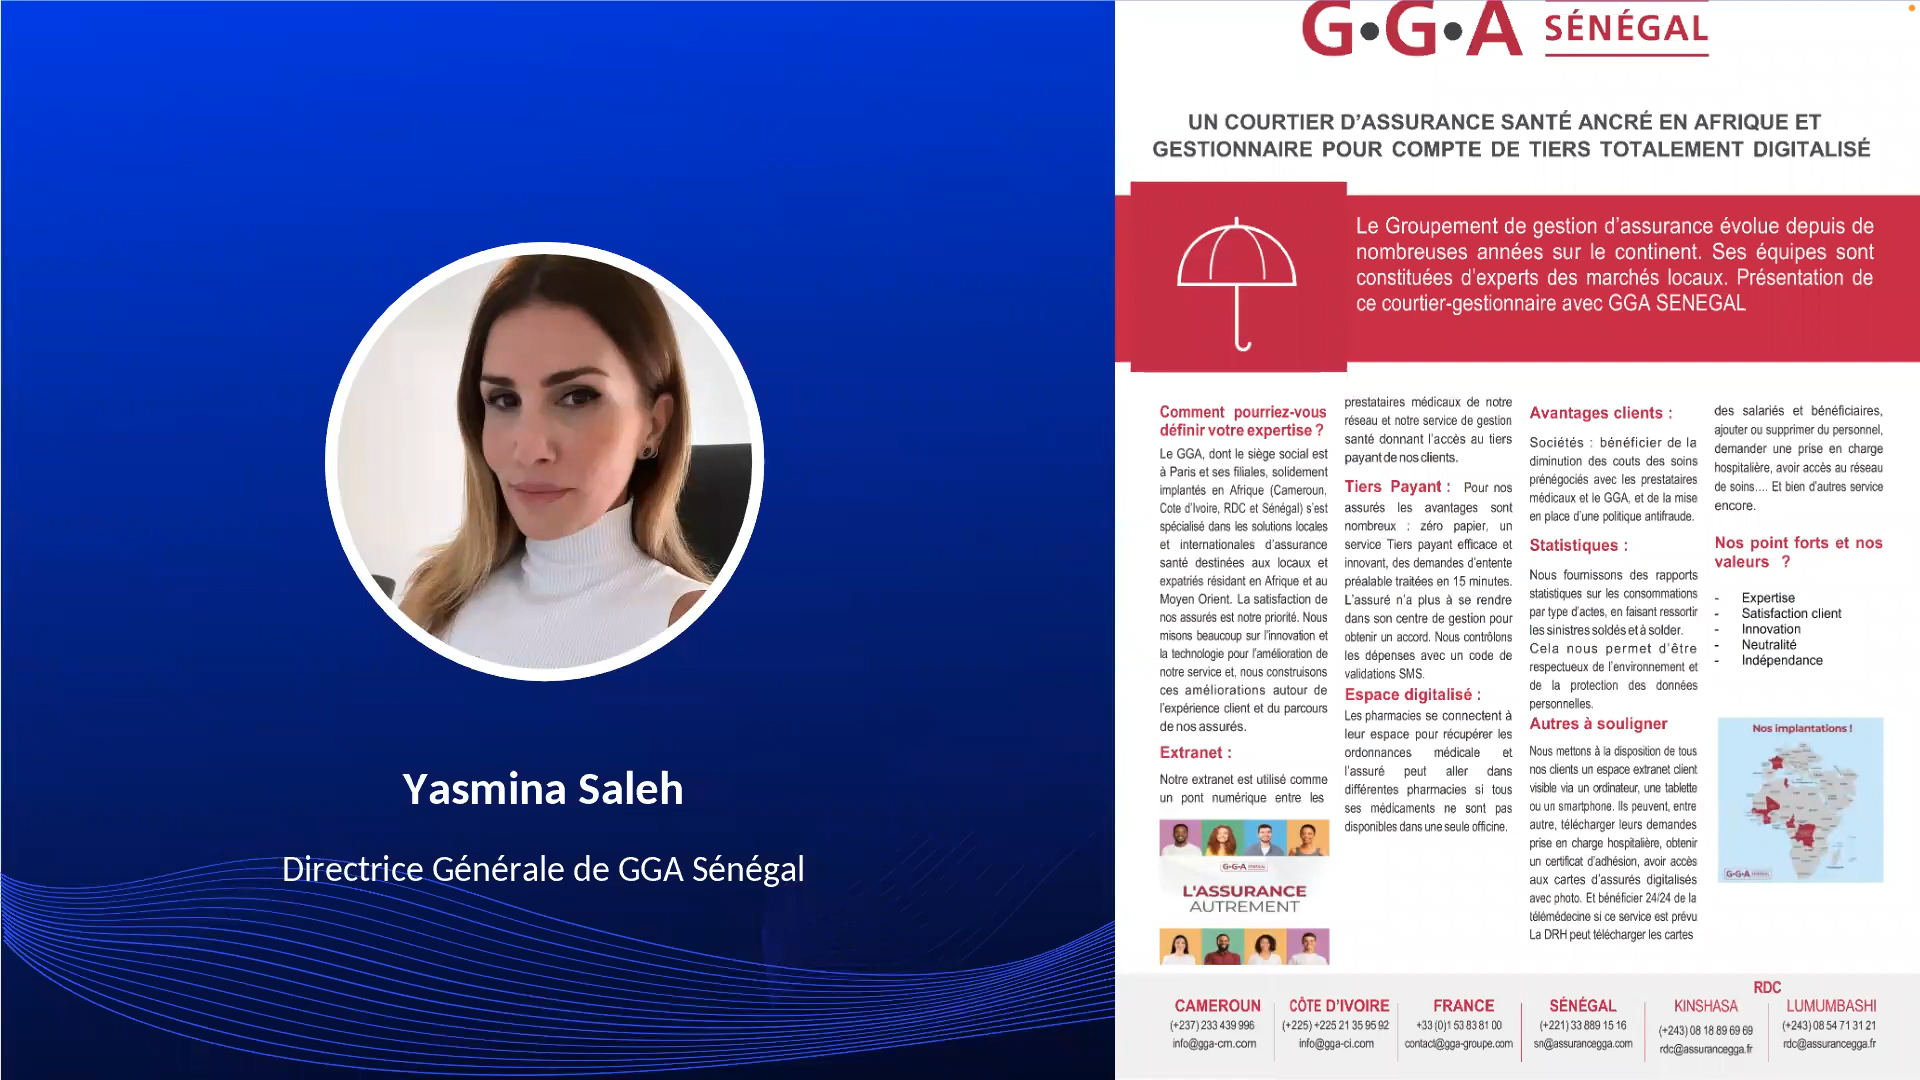 Yasmina Saleh
Directrice Générale de GGA Sénégal
G•G•A SÉNÉGAL
UN COURTIER D'ASSURANCE SANTÉ ANCRÉ EN AFRIQUE ET
GESTIONNAIRE POUR COMPTE DE TIERS TOTALEMENT DIGITALISÉ
Le Groupement de gestion d'assurance évolue depuis de
nombreuses années sur le continent. Ses équipes sont
constituées d'experts des marchés locaux. Présentation de
ce courtier-gestionnaire avec GGA SENEGAL
Comment pourriez-vous
définir votre expertise ?
Le GGA, dont le siège social est
à Paris et ses filiales, solidement
implantés en Afrique (Cameroun,
Cote d'Ivoire, RDC et Sénégal) s'est
spécialisé dans les solutions locales
et internationales d'assurance
santé destinées aux locaux et
expatriés résidant en Afrique et au
Moyen Orient. La satisfaction de
nos assurés est notre priorité. Nous
misons beaucoup sur l'innovation et
la technologie pour l'amélioration de
notre service et, nous construisons
ces améliorations autour de
l'expérience client et du parcours
de nos assurés.
Extranet :
Notre extranet est utilisé comme
un pont numérique entre les
G•G•A SÉNÉGAL
L'ASSURANCE
AUTREMENT
prestataires médicaux de notre
réseau et notre service de gestion
santé donnant l'accès au tiers
payant de nos clients.
Tiers Payant : Pour nos
assurés les avantages sont
nombreux : zéro papier, un
service Tiers payant efficace et
innovant, des demandes d'entente
préalable traitées en 15 minutes.
L'assuré n'a plus à se rendre
dans son centre de gestion pour
obtenir un accord. Nous contrôlons
les dépenses avec un code de
validations SMS.
Espace digitalisé :
Les pharmacies se connectent à
leur espace pour récupérer les
ordonnances médicale et
l'assuré peut aller dans
différentes pharmacies si tous
ses médicaments ne sont pas
disponibles dans une seule officine.
Avantages clients :
Sociétés : bénéficier de la
diminution des couts des soins
prénégociés avec les prestataires
médicaux et le GGA, et de la mise
en place d'une politique antifraude.
Statistiques :
Nous fournissons des rapports
statistiques sur les consommations
par type d'actes, en faisant ressortir
les sinistres soldés et à solder.
Cela nous permet d'être
respectueux de l'environnement et
de la protection des données
personnelles.
Autres à souligner
Nous mettons à la disposition de tous
nos clients un espace extranet client
visible via un ordinateur, une tablette
ou un smartphone. Ils peuvent, entre
autre, télécharger leurs demandes
prise en charge hospitalière, obtenir
un certificat d'adhésion, avoir accès
aux cartes d'assurés digitalisés
avec photo. Et bénéficier 24/24 de la
télémédecine si ce service est prévu
La DRH peut télécharger les cartes
des salariés et bénéficiaires,
ajouter ou supprimer du personnel,
demander une prise en charge
hospitalière, avoir accès au réseau
de soins.... Et bien d'autres service
encore.
Nos point forts et nos
valeurs ?
- Expertise
- Satisfaction client
- Innovation
- Neutralité
- Indépendance
Nos implantations !
G•G•A SÉNÉGAL
CAMEROUN
(+237) 233 439 996
info@gga-cm.com
CÔTE D'IVOIRE
(+225) +225 21 35 95 92
info@gga-ci.com
FRANCE
+33 (0)1 53 83 81 00
contact@gga-groupe.com
SÉNÉGAL
(+221) 33 889 15 16
sn@assurancegga.com
RDC
KINSHASA
(+243) 08 18 89 69 69
rdc@assurancegga.fr
LUMUMBASHI
(+243) 08 54 71 31 21
rdc@assurancegga.fr